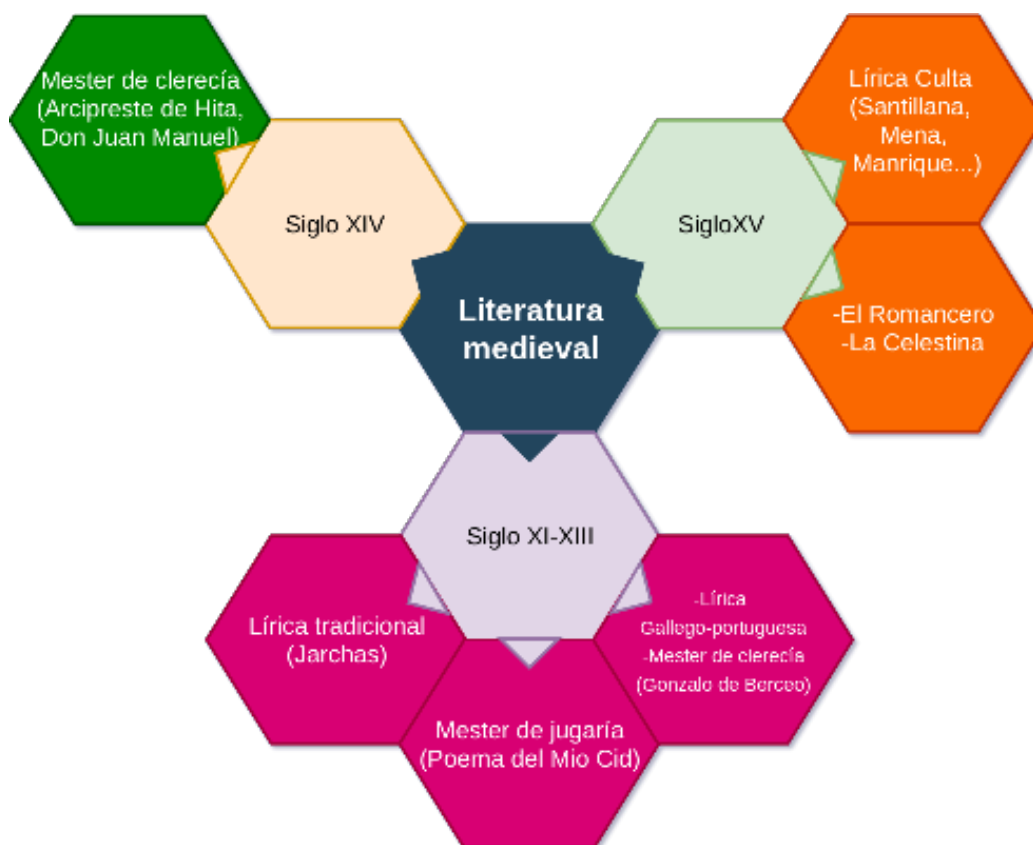 Mester de clerecía
(Arcipreste de Hita,
Don Juan Manuel)
Siglo XIV
Literatura
medieval
SigloXV
Lírica Culta
(Santillana,
Mena,
Manrique...)
-El Romancero
-La Celestina
Siglo XI-XIII
Lírica tradicional
(Jarchas)
Mester de jugaría
(Poema del Mio Cid)
-Lírica
Gallego-portuguesa
-Mester de clerecía
(Gonzalo de Berceo)